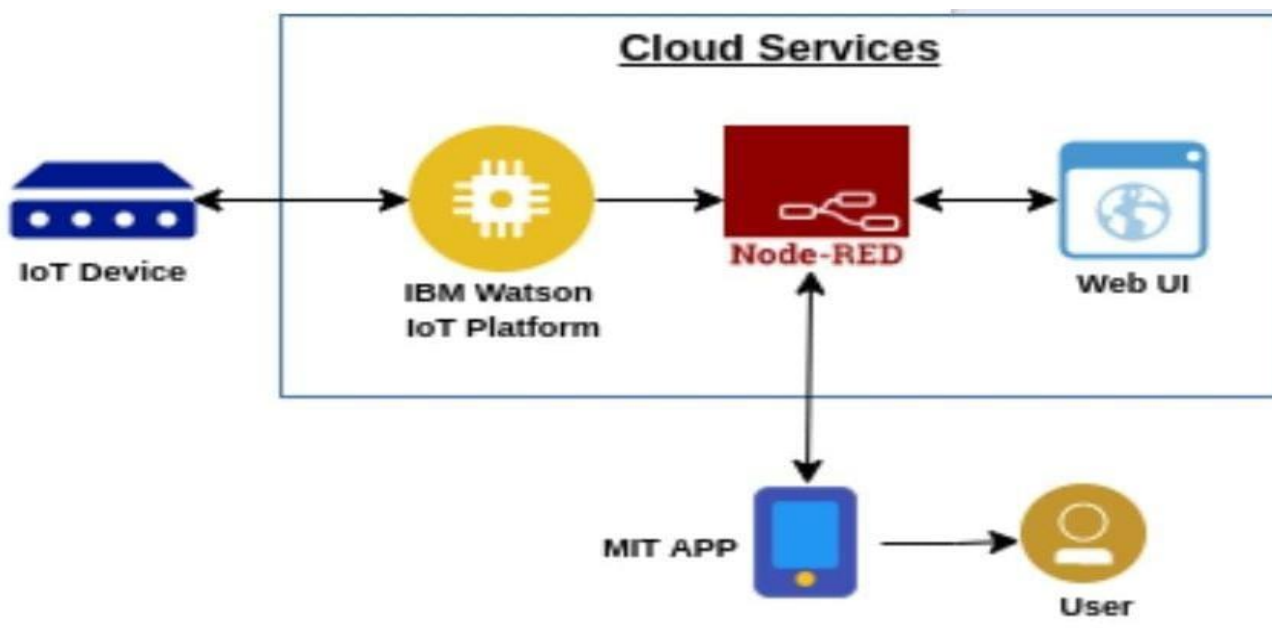 Cloud Services
IoT Device
IBM Watson
IoT Platform
Node-RED
Web UI
MIT APP
User